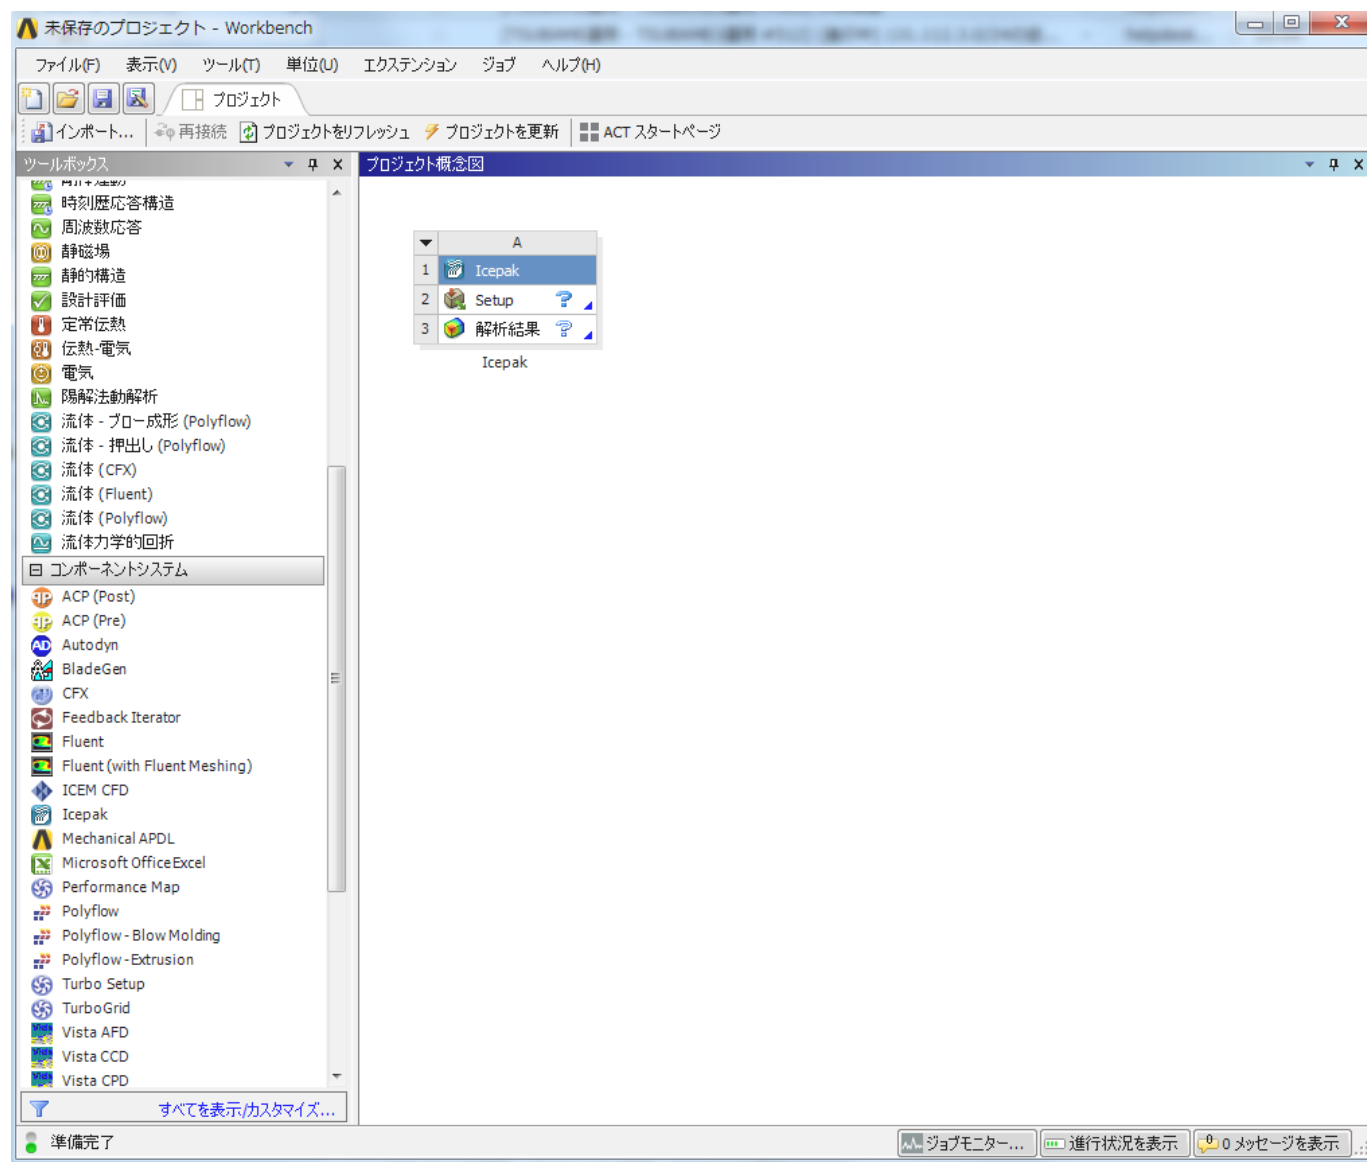 未保存のプロジェクト - Workbench
ファイル(F) 表示(V) ツール(T) 単位(U) エクステンション ジョブ ヘルプ(H)
プロジェクト
インポート... 再接続 プロジェクトをリフレッシュ プロジェクトを更新 ACT スタートページ
ツールボックス
時刻歴応答構造
周波数応答
静磁場
静的構造
設計評価
定常伝熱
伝熱-電気
電気
陽解法動解析
流体 - ブロー成形 (Polyflow)
流体 - 押出し (Polyflow)
流体 (CFX)
流体 (Fluent)
流体 (Polyflow)
流体力学的回折
コンポーネントシステム
ACP (Post)
ACP (Pre)
Autodyn
BladeGen
CFX
Feedback Iterator
Fluent
Fluent (with Fluent Meshing)
ICEM CFD
Icepak
Mechanical APDL
Microsoft Office Excel
Performance Map
Polyflow
Polyflow - Blow Molding
Polyflow - Extrusion
Turbo Setup
TurboGrid
Vista AFD
Vista CCD
Vista CPD
すべてを表示/カスタマイズ...
プロジェクト概念図
A
1 Icepak
2 Setup
3 解析結果
Icepak
準備完了
ジョブモニター... 進行状況を表示 0 メッセージを表示